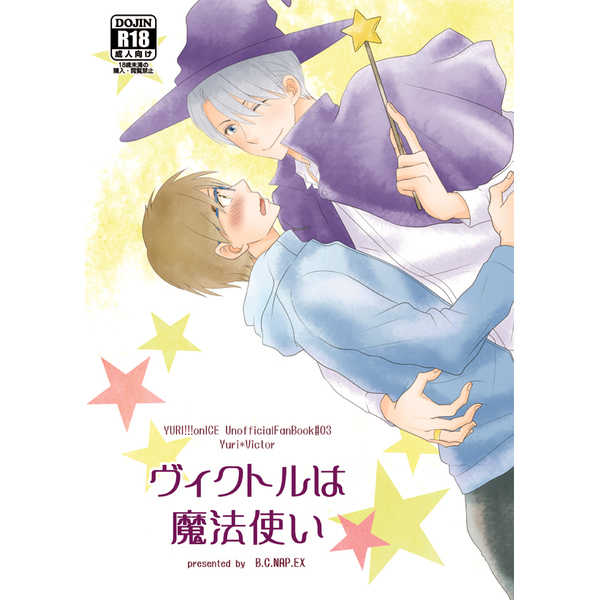 DOJIN
R18
成人向け
18歳未満の
購入・閲覧禁止
YURI!!!onICE UnofficialFanBook#03
Yuri*Victor
ヴィクトルは
魔法使い
presented by B.C.NAP.EX